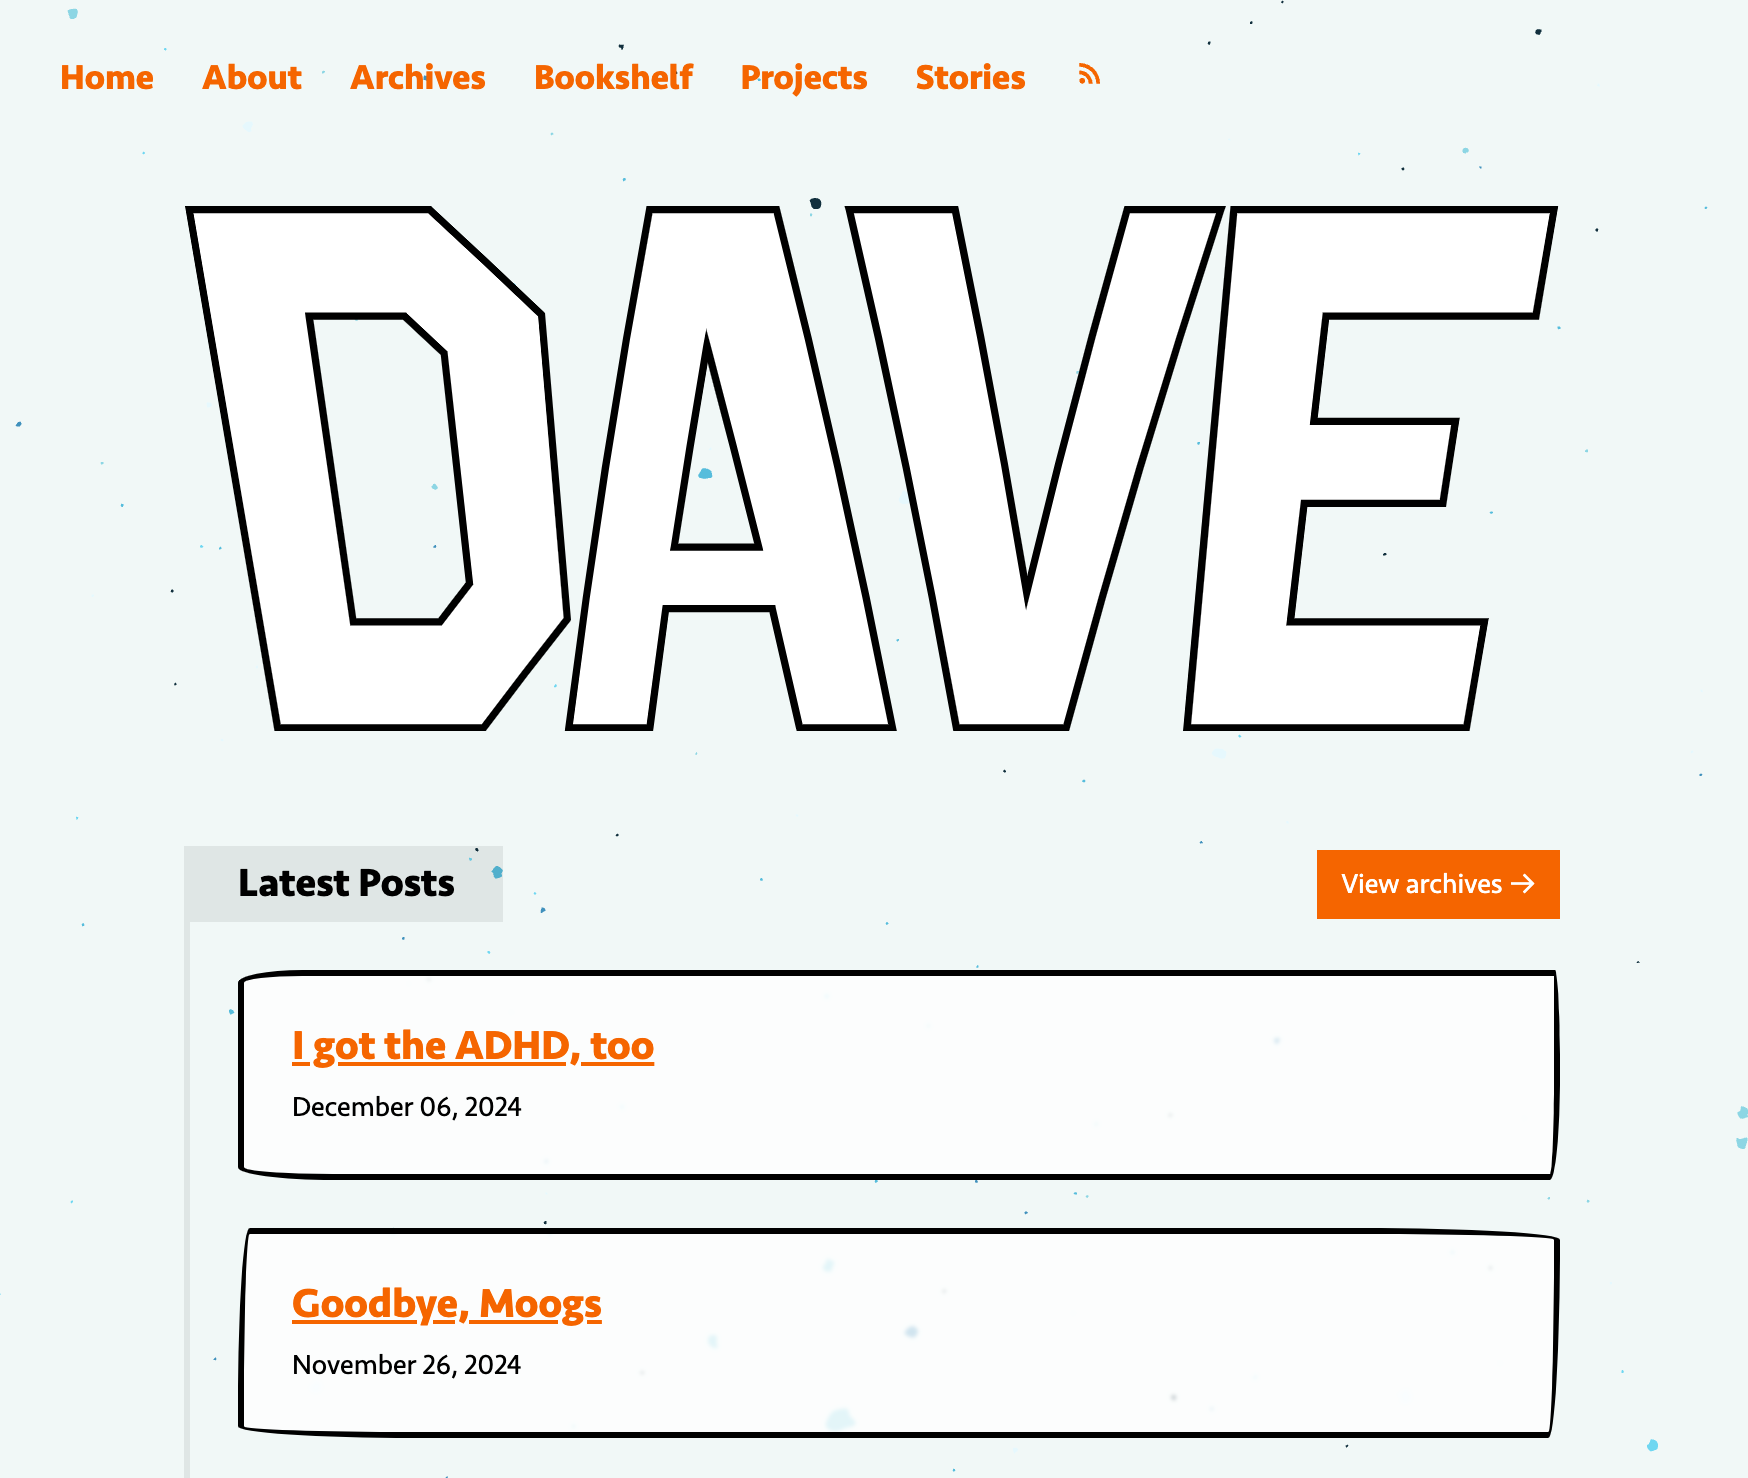 Home About Archives Bookshelf Projects Stories
DAVE
Latest Posts
View archives →
I got the ADHD, too
December 06, 2024
Goodbye, Moogs
November 26, 2024